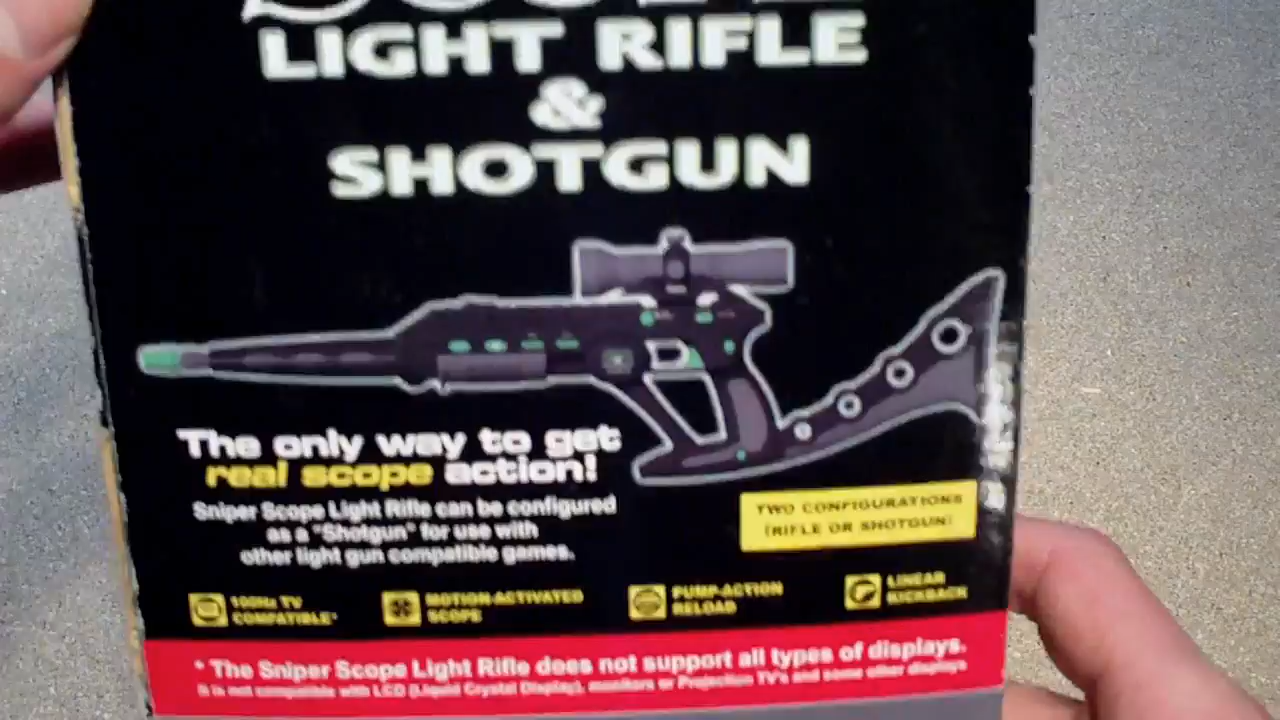 LIGHT RIFLE
&
SHOTGUN
The only way to get
real scope action!
Sniper Scope Light Rifle can be configured
as a "Shotgun" for use with
other light gun compatible games.
TWO CONFIGURATIONS
(RIFLE OR SHOTGUN)
100Hz TV
COMPATIBLE*
MOTION-ACTIVATED
SCOPE
PUMP-ACTION
RELOAD
LINEAR
KICKBACK
* The Sniper Scope Light Rifle does not support all types of displays.
It is not compatible with LCD (Liquid Crystal Display), monitors or Projection TV's and some other displays